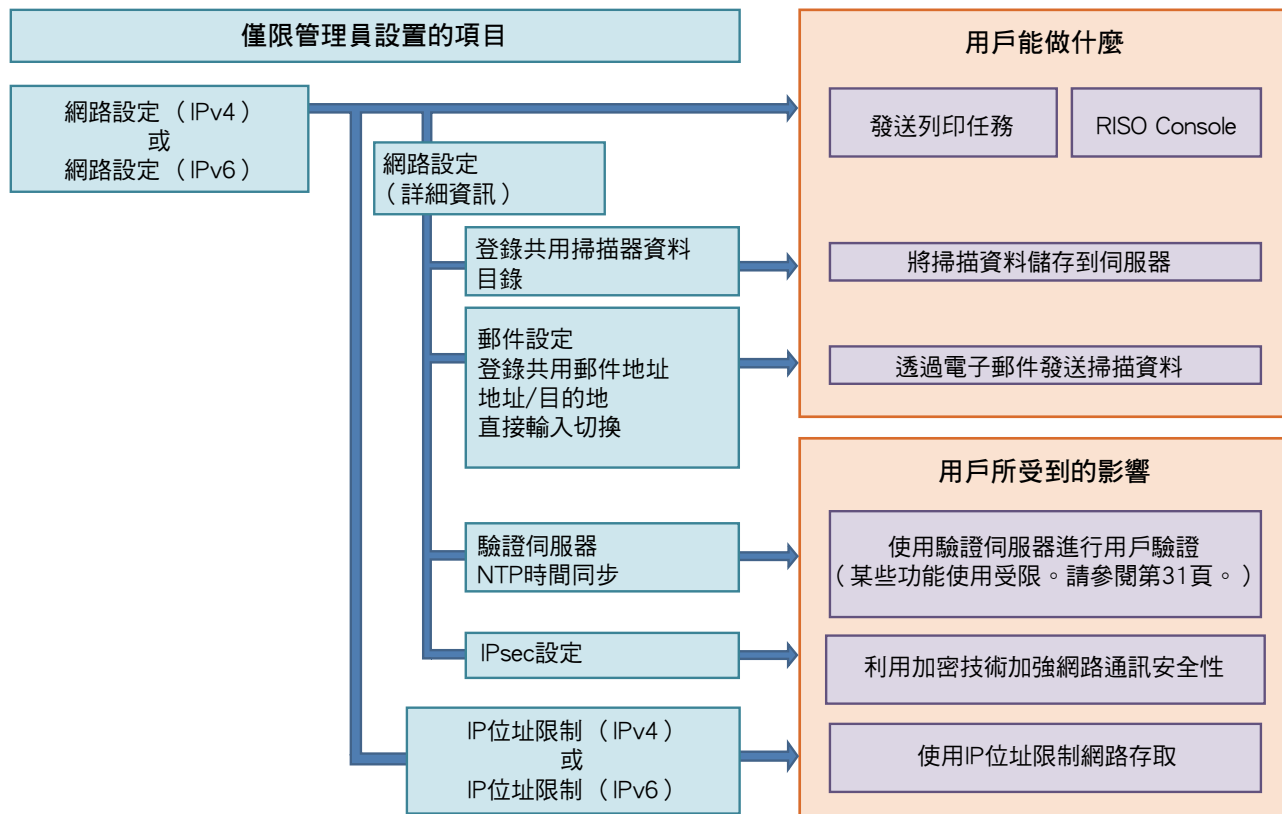 僅限管理員設置的項目
網路設定（IPv4）
或
網路設定（IPv6）
網路設定
（詳細資訊）
登錄共用掃描器資料
目錄
郵件設定
登錄共用郵件地址
地址/目的地
直接輸入切換
驗證伺服器
NTP時間同步
IPsec設定
IP位址限制（IPv4）
或
IP位址限制（IPv6）
用戶能做什麼
發送列印任務
RISO Console
將掃描資料儲存到伺服器
透過電子郵件發送掃描資料
用戶所受到的影響
使用驗證伺服器進行用戶驗證
（某些功能使用受限。請參閱第31頁。）
利用加密技術加強網路通訊安全性
使用IP位址限制網路存取